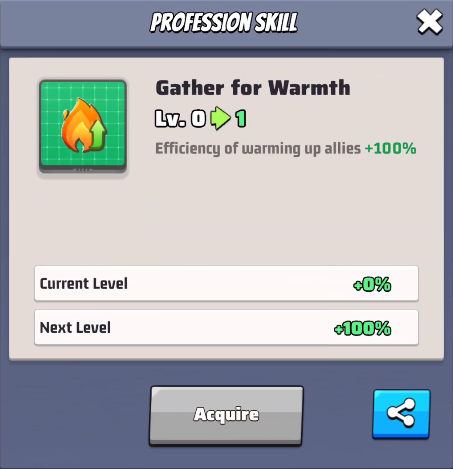 PROFESSION SKILL
Gather for Warmth
Lv. 0 1
Efficiency of warming up allies +100%
Current Level +0%
Next Level +100%
Acquire